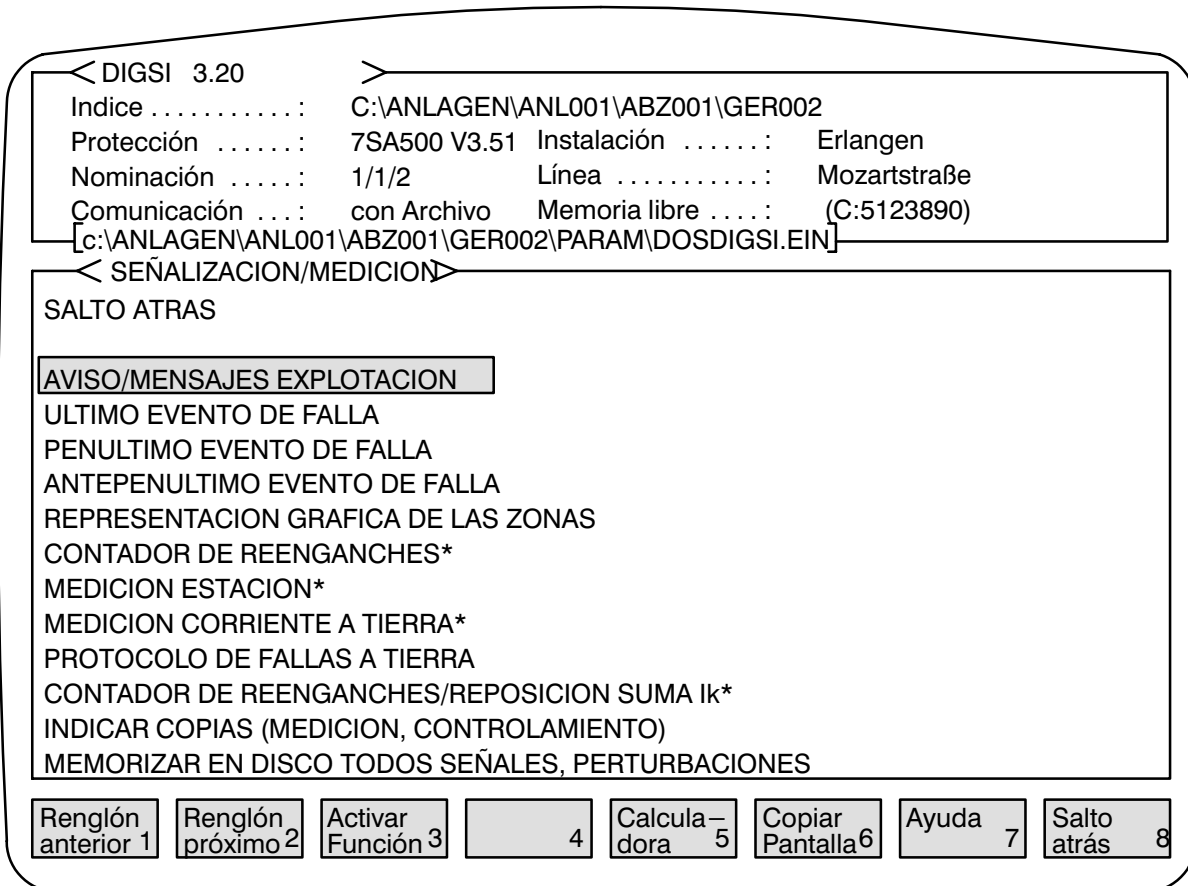 DIGSI 3.20
Indice . . . . . . . . . . . : C:\ANLAGEN\ANL001\ABZ001\GER002
Protección . . . . . . : 7SA500 V3.51 Instalación . . . . . . : Erlangen
Nominación . . . . . : 1/1/2 Línea . . . . . . . . . . . : Mozartstraße
Comunicación . . . : con Archivo Memoria libre . . . . : (C:5123890)
[c:\ANLAGEN\ANL001\ABZ001\GER002\PARAM\DOSDIGSI.EIN]
SEÑALIZACION/MEDICION
SALTO ATRAS
AVISO/MENSAJES EXPLOTACION
ULTIMO EVENTO DE FALLA
PENULTIMO EVENTO DE FALLA
ANTEPENULTIMO EVENTO DE FALLA
REPRESENTACION GRAFICA DE LAS ZONAS
CONTADOR DE REENGANCHES*
MEDICION ESTACION*
MEDICION CORRIENTE A TIERRA*
PROTOCOLO DE FALLAS A TIERRA
CONTADOR DE REENGANCHES/REPOSICION SUMA Ik*
INDICAR COPIAS (MEDICION, CONTROLAMIENTO)
MEMORIZAR EN DISCO TODOS SEÑALES, PERTURBACIONES
Renglón
anterior 1
Renglón
próximo 2
Activar
Función 3
4
Calcula–
dora 5
Copiar
Pantalla 6
Ayuda
7
Salto
atrás 8